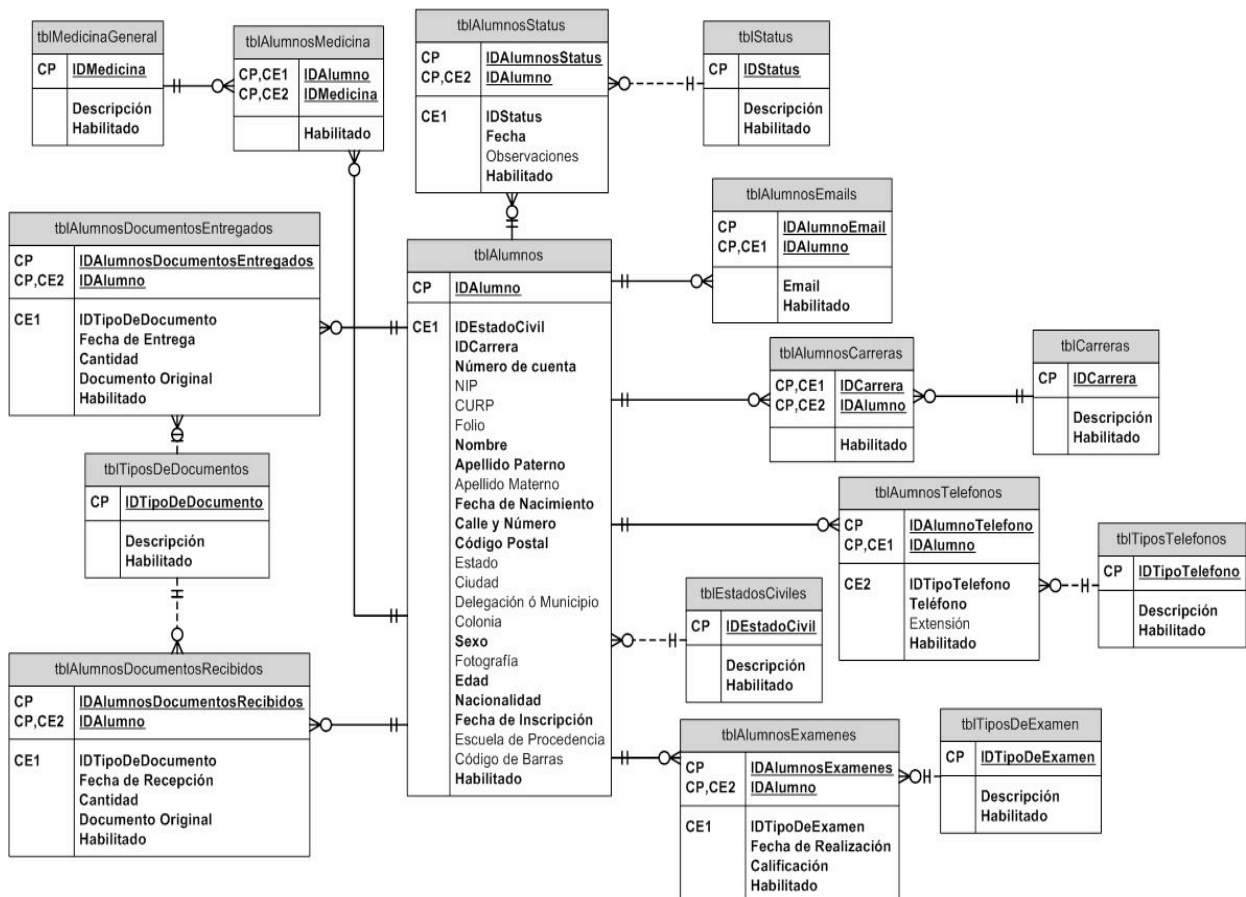 tblMedicinaGeneral
CP IDMedicina
Descripción
Habilitado
tblAlumnosMedicina
CP,CE1 IDAlumno
CP,CE2 IDMedicina
Habilitado
tblAlumnosStatus
CP IDAlumnosStatus
CP,CE2 IDAlumno
CE1 IDStatus
Fecha
Observaciones
Habilitado
tblStatus
CP IDStatus
Descripción
Habilitado
tblAlumnosEmails
CP IDAlumnoEmail
CP,CE1 IDAlumno
Email
Habilitado
tblAlumnosDocumentosEntregados
CP IDAlumnosDocumentosEntregados
CP,CE2 IDAlumno
CE1 IDTipoDeDocumento
Fecha de Entrega
Cantidad
Documento Original
Habilitado
tblAlumnos
CP IDAlumno
CE1 IDEstadoCivil
IDCarrera
Número de cuenta
NIP
CURP
Folio
Nombre
Apellido Paterno
Apellido Materno
Fecha de Nacimiento
Calle y Número
Código Postal
Estado
Ciudad
Delegación ó Municipio
Colonia
Sexo
Fotografía
Edad
Nacionalidad
Fecha de Inscripción
Escuela de Procedencia
Código de Barras
Habilitado
tblAlumnosCarreras
CP,CE1 IDCarrera
CP,CE2 IDAlumno
Habilitado
tblCarreras
CP IDCarrera
Descripción
Habilitado
tblTiposDeDocumentos
CP IDTipoDeDocumento
Descripción
Habilitado
tblAumnosTelefonos
CP IDAlumnoTelefono
CP,CE1 IDAlumno
CE2 IDTipoTelefono
Teléfono
Extensión
Habilitado
tblTiposTelefonos
CP IDTipoTelefono
Descripción
Habilitado
tblEstadosCiviles
CP IDEstadoCivil
Descripción
Habilitado
tblAlumnosDocumentosRecibidos
CP IDAlumnosDocumentosRecibidos
CP,CE2 IDAlumno
CE1 IDTipoDeDocumento
Fecha de Recepción
Cantidad
Documento Original
Habilitado
tblAlumnosExamenes
CP IDAlumnosExamenes
CP,CE2 IDAlumno
CE1 IDTipoDeExamen
Fecha de Realización
Calificación
Habilitado
tblTiposDeExamen
CP IDTipoDeExamen
Descripción
Habilitado